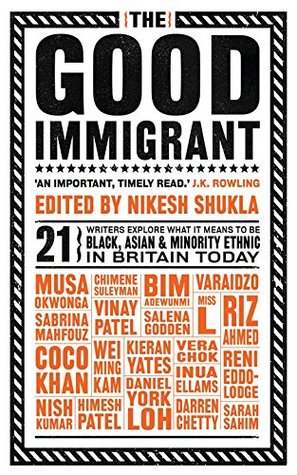 THE
GOOD
IMMIGRANT
'AN IMPORTANT, TIMELY READ.' J.K. ROWLING
EDITED BY NIKESH SHUKLA
21 WRITERS EXPLORE WHAT IT MEANS TO BE
BLACK, ASIAN & MINORITY ETHNIC
IN BRITAIN TODAY
MUSA
OKWONGA
CHIMENE
SULEYMAN
BIM
ADEWUNMI
VARAIDZO
SABRINA
MAHFOUZ
VINAY
PATEL
SALENA
GODDEN
MISS
L
RIZ
AHMED
COCO
KHAN
WEI
MING
KAM
KIERAN
YATES
VERA
CHOK
INUA
ELLAMS
RENI
EDDO-
LODGE
NISH
KUMAR
HIMESH
PATEL
DANIEL
YORK
LOH
DARREN
CHETTY
SARAH
SAHIM